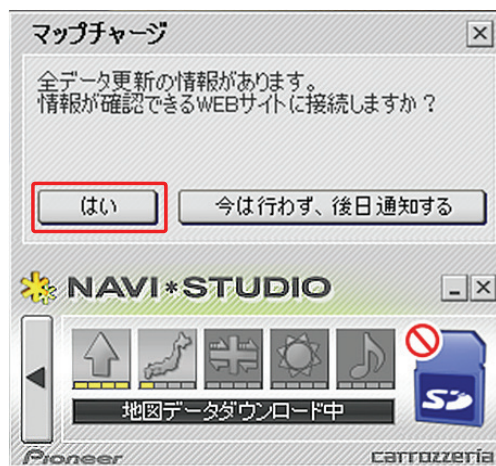 マップチャージ
全データ更新の情報があります。
情報が確認できるWEBサイトに接続しますか？
はい
今は行わず、後日通知する
NAVI*STUDIO
地図データダウンロード中
SD
Pioneer
carrozzeria